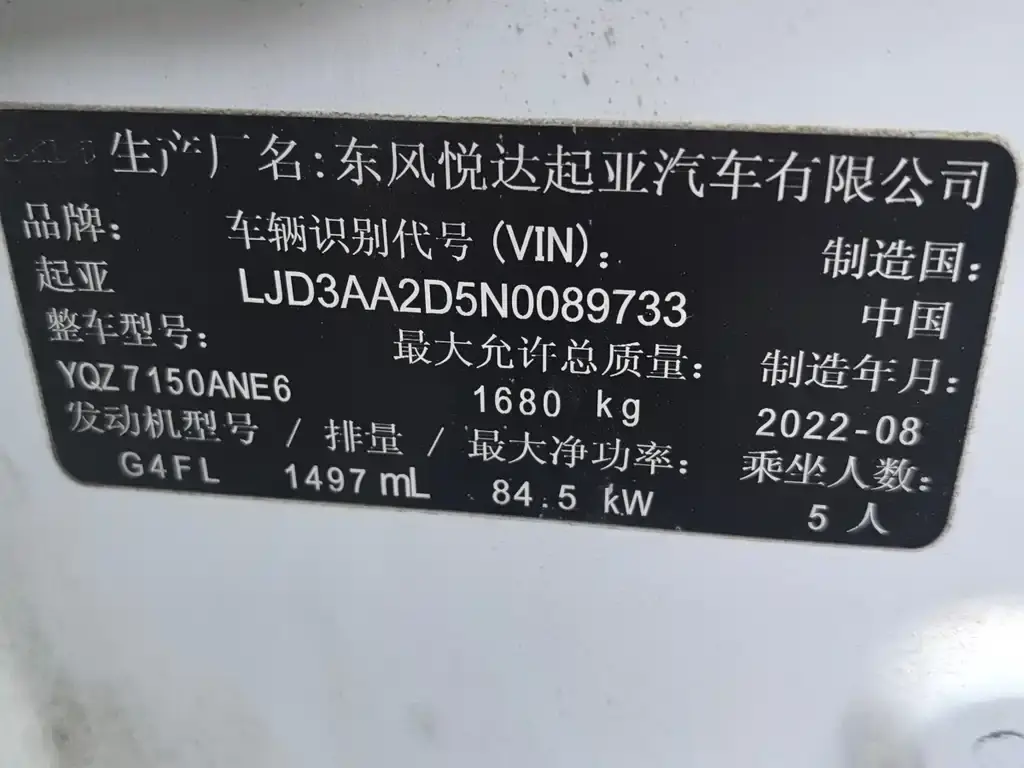 生产厂名:东风悦达起亚汽车有限公司
品牌: 车辆识别代号(VIN): 制造国:
起亚 LJD3AA2D5N0089733 中国
整车型号: 最大允许总质量: 制造年月:
YQZ7150ANE6 1680 kg 2022-08
发动机型号 / 排量 / 最大净功率: 乘坐人数:
G4FL 1497 mL 84.5 kW 5人